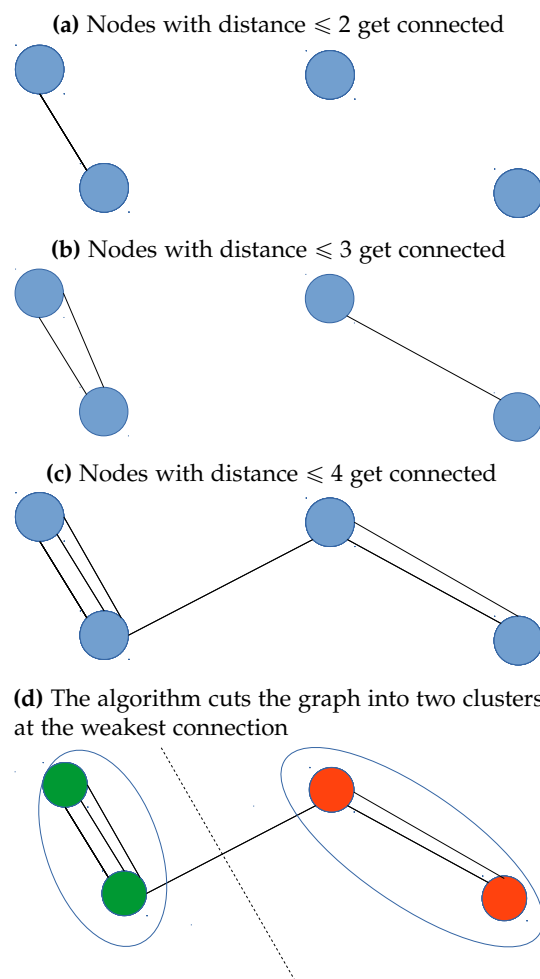 (a) Nodes with distance ⩽ 2 get connected
(b) Nodes with distance ⩽ 3 get connected
(c) Nodes with distance ⩽ 4 get connected
(d) The algorithm cuts the graph into two clusters
at the weakest connection